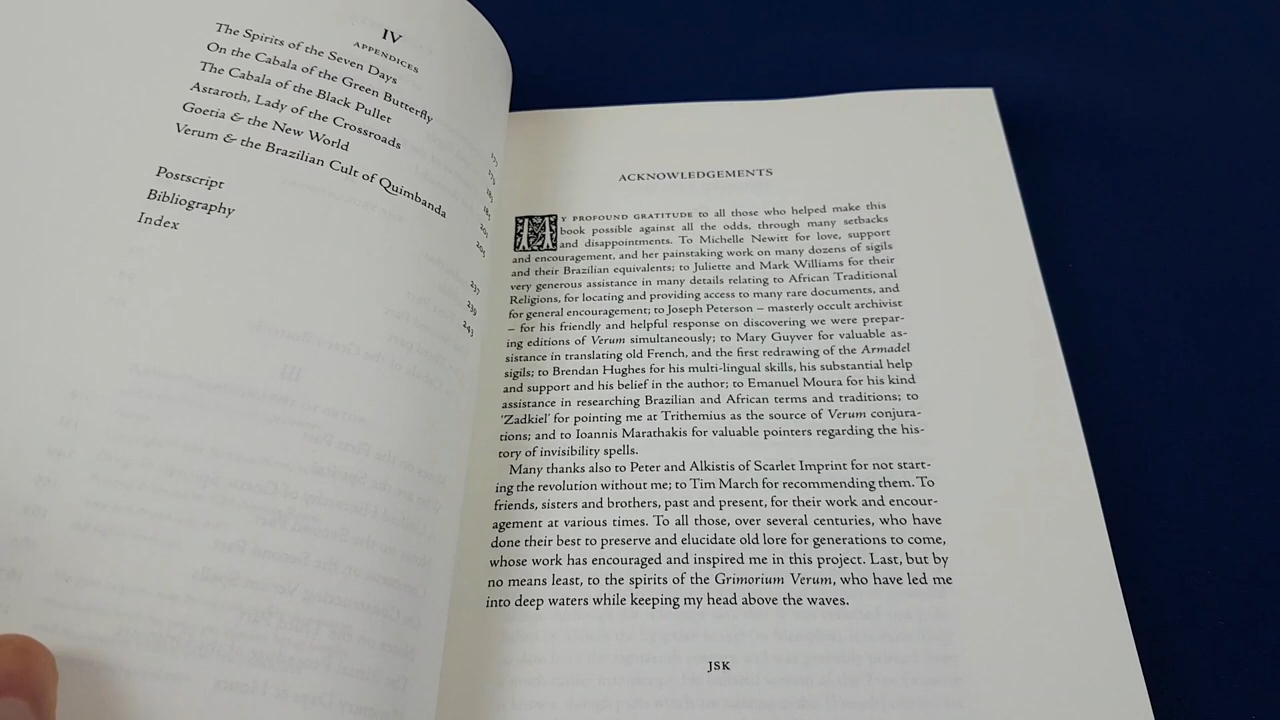 IV
APPENDICES
The Spirits of the Seven Days
On the Cabala of the Green Butterfly
The Cabala of the Black Pullet
Astaroth, Lady of the Crossroads
Goetia & the New World
Verum & the Brazilian Cult of Quimbanda
Postscript 237
Bibliography 239
Index 243
ACKNOWLEDGEMENTS
MY PROFOUND GRATITUDE to all those who helped make this
book possible against all the odds, through many setbacks
and disappointments. To Michelle Newitt for love, support
and encouragement, and her painstaking work on many dozens of sigils
and their Brazilian equivalents; to Juliette and Mark Williams for their
very generous assistance in many details relating to African Traditional
Religions, for locating and providing access to many rare documents, and
for general encouragement; to Joseph Peterson – masterly occult archivist
– for his friendly and helpful response on discovering we were prepar-
ing editions of Verum simultaneously; to Mary Guyver for valuable as-
sistance in translating old French, and the first redrawing of the Armadel
sigils; to Brendan Hughes for his multi-lingual skills, his substantial help
and support and his belief in the author; to Emanuel Moura for his kind
assistance in researching Brazilian and African terms and traditions; to
'Zadkiel' for pointing me at Trithemius as the source of Verum conjura-
tions; and to Ioannis Marathakis for valuable pointers regarding the his-
tory of invisibility spells.
Many thanks also to Peter and Alkistis of Scarlet Imprint for not start-
ing the revolution without me; to Tim March for recommending them. To
friends, sisters and brothers, past and present, for their work and encour-
agement at various times. To all those, over several centuries, who have
done their best to preserve and elucidate old lore for generations to come,
whose work has encouraged and inspired me in this project. Last, but by
no means least, to the spirits of the Grimorium Verum, who have led me
into deep waters while keeping my head above the waves.
JSK